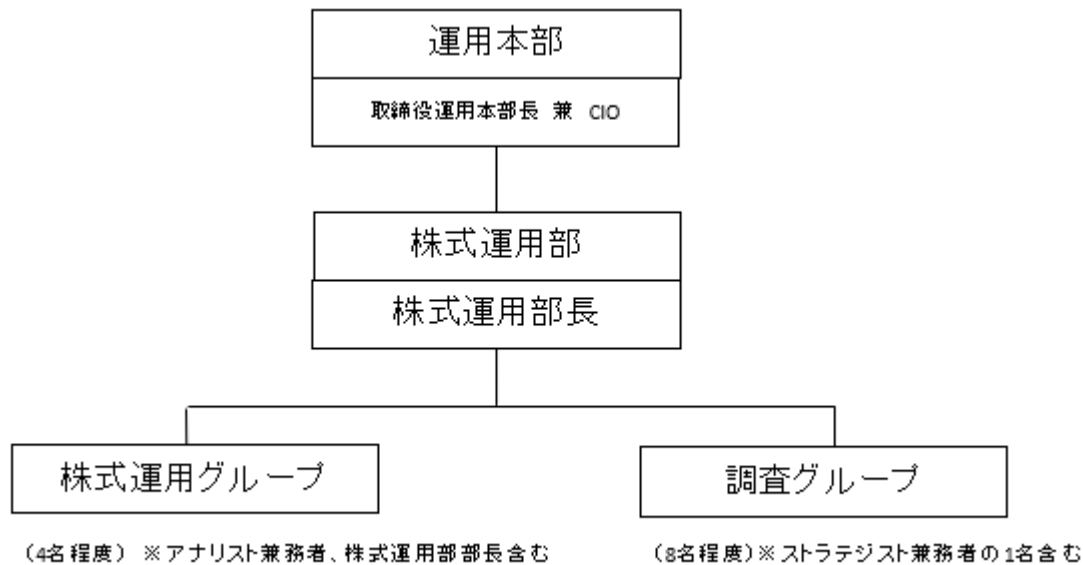 運用本部
取締役運用本部長 兼 CIO
株式運用部
株式運用部長
株式運用グループ
調査グループ
（4名程度） ※アナリスト兼務者、株式運用部部長含む
（8名程度）※ストラテジスト兼務者の1名含む